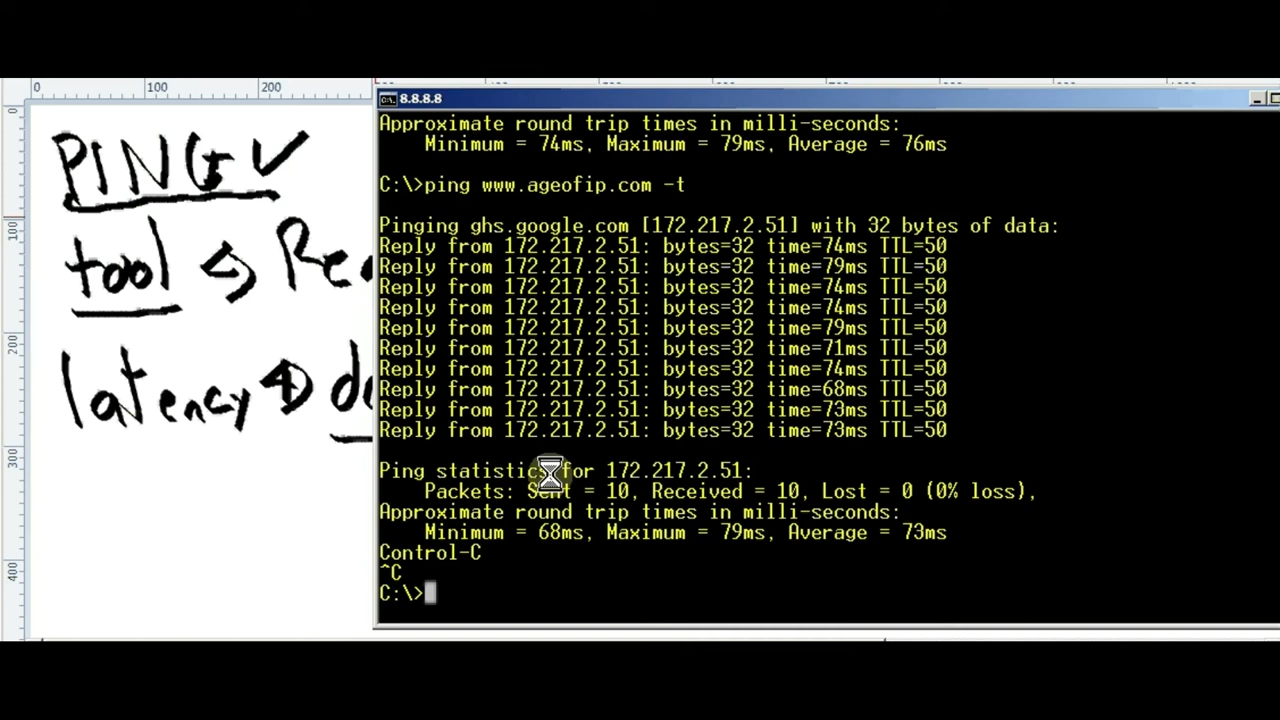 0 100 200
0
100
200
300
400
PING
tool
latency
8.8.8.8
Approximate round trip times in milli-seconds:
Minimum = 74ms, Maximum = 79ms, Average = 76ms
C:\>ping www.ageofip.com -t
Pinging ghs.google.com [172.217.2.51] with 32 bytes of data:
Reply from 172.217.2.51: bytes=32 time=74ms TTL=50
Reply from 172.217.2.51: bytes=32 time=79ms TTL=50
Reply from 172.217.2.51: bytes=32 time=74ms TTL=50
Reply from 172.217.2.51: bytes=32 time=74ms TTL=50
Reply from 172.217.2.51: bytes=32 time=79ms TTL=50
Reply from 172.217.2.51: bytes=32 time=71ms TTL=50
Reply from 172.217.2.51: bytes=32 time=74ms TTL=50
Reply from 172.217.2.51: bytes=32 time=68ms TTL=50
Reply from 172.217.2.51: bytes=32 time=73ms TTL=50
Reply from 172.217.2.51: bytes=32 time=73ms TTL=50
Ping statistics for 172.217.2.51:
Packets: Sent = 10, Received = 10, Lost = 0 (0% loss),
Approximate round trip times in milli-seconds:
Minimum = 68ms, Maximum = 79ms, Average = 73ms
Control-C
^C
C:\>